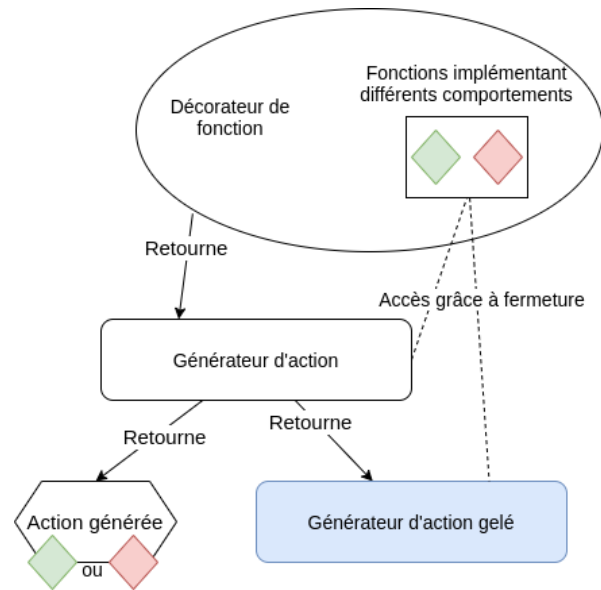 Fonctions implémentant
différents comportements
Décorateur de
fonction
Retourne
Accès grâce à fermeture
Générateur d'action
Retourne
Retourne
Action générée
Générateur d'action gelé
ou